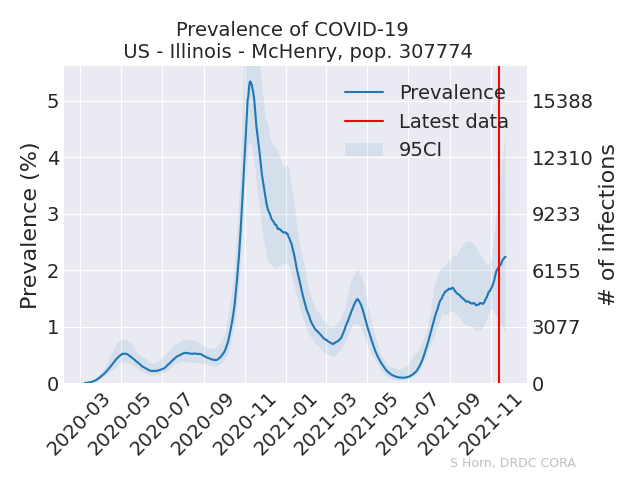 Prevalence of COVID-19
US - Illinois - McHenry, pop. 307774
Prevalence
Latest data
95CI
Prevalence (%)
5
4
3
2
1
0
15388
12310
9233
6155
3077
0
# of infections
2020-03
2020-05
2020-07
2020-09
2020-11
2021-01
2021-03
2021-05
2021-07
2021-09
2021-11
S Horn, DRDC CORA